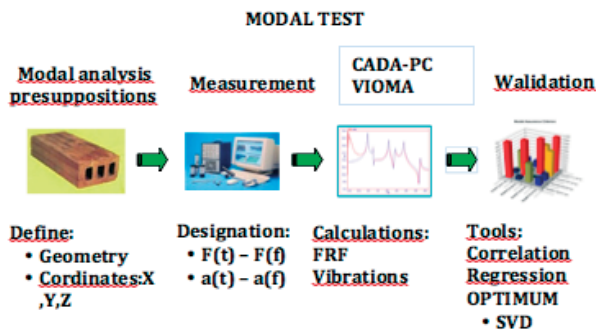 MODAL TEST
Modal analysis
presuppositions
Measurement
CADA-PC
VIOMA
Walidation
Define:
• Geometry
• Cordinates:X
,Y,Z
Designation:
• F(t) – F(f)
• a(t) – a(f)
Calculations:
FRF
Vibrations
Tools:
Correlation
Regression
OPTIMUM
• SVD